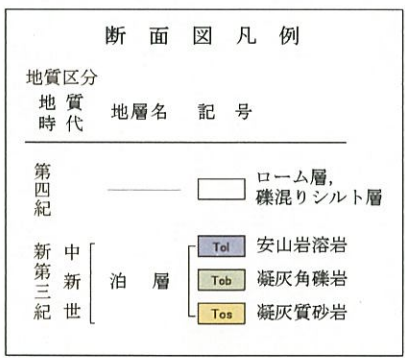 断面図凡例
地質区分
地質時代 地層名 記号
第四紀 ローム層,
礫混りシルト層
新第三紀 中新世 泊層
Tol 安山岩溶岩
Tob 凝灰角礫岩
Tos 凝灰質砂岩